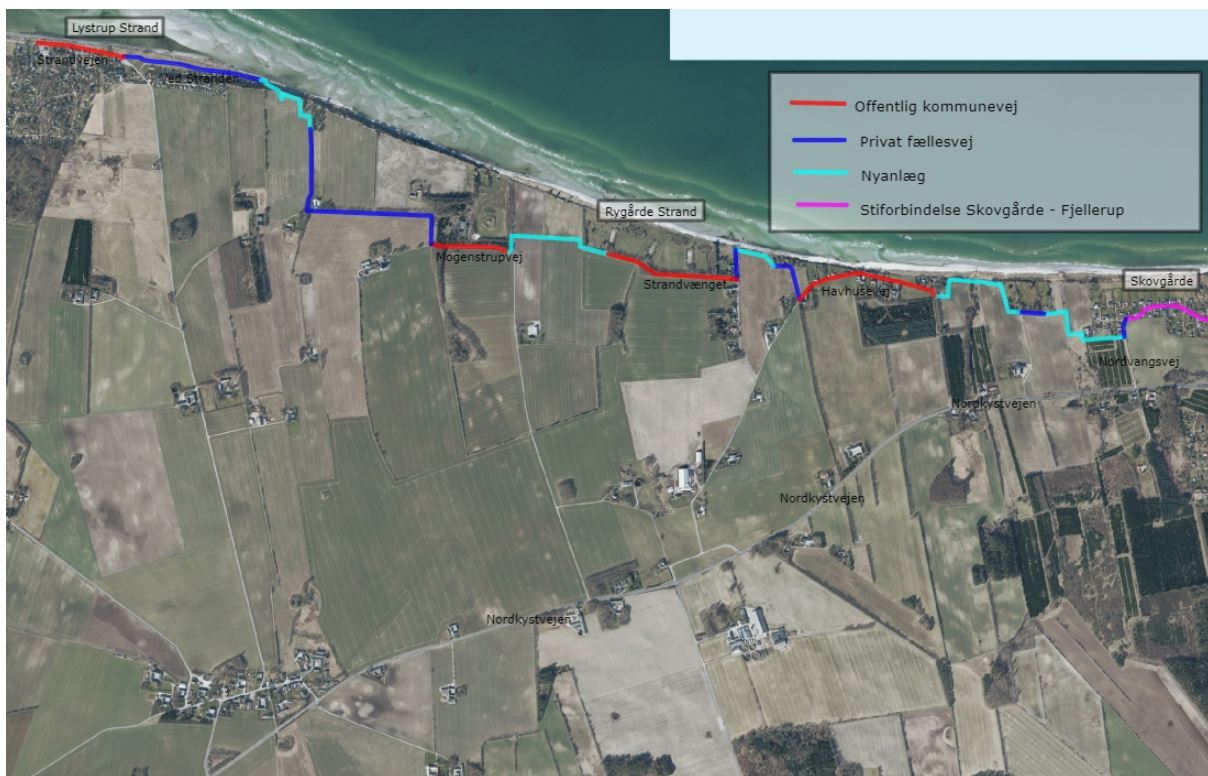 Lystrup Strand
Strandvejen
Ved Stranden
Offentlig kommunevej
Privat fællesvej
Nyanlæg
Stiforbindelse Skovgårde - Fjellerup
Rygårde Strand
Mogenstrupvej
Strandvænget
Havhusevej
Skovgårde
Nordvangsvej
Nordkystvejen
Nordkystvejen
Nordkystvejen